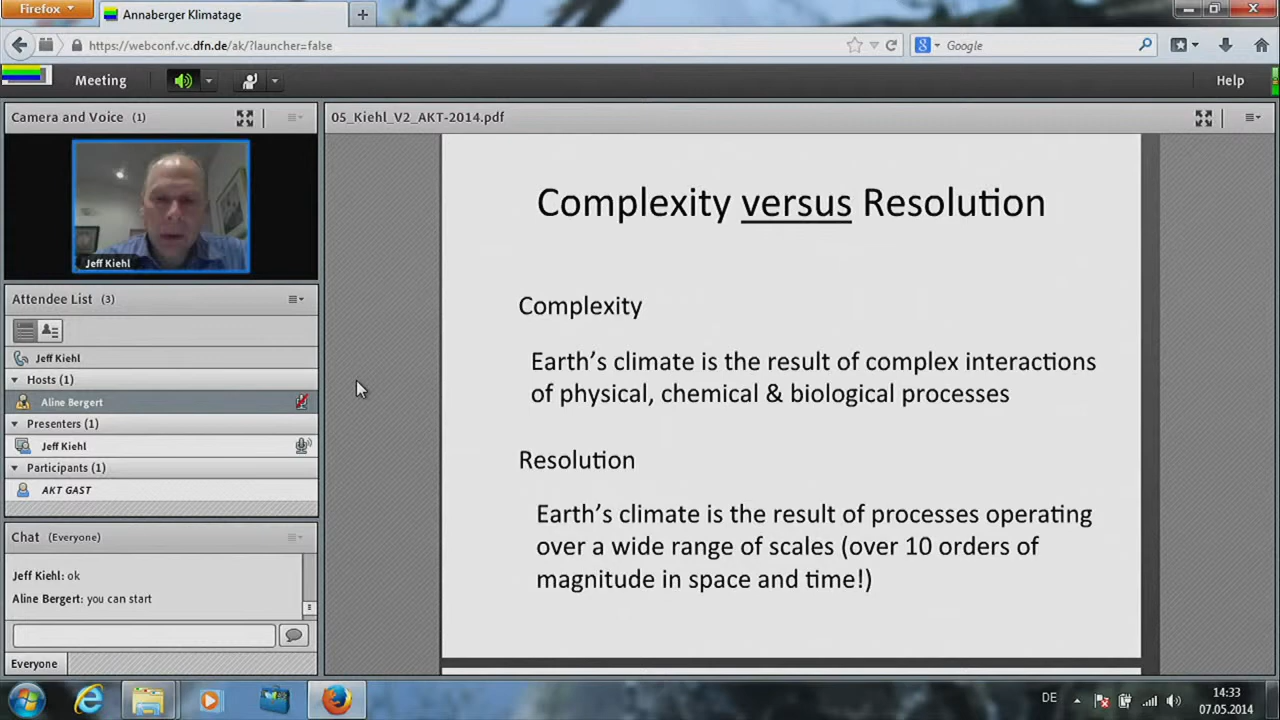 Firefox
Annaberger Klimatage
https://webconf.vc.dfn.de/ak/?launcher=false
Google
Meeting
Help
Camera and Voice (1)
Jeff Kiehl
Attendee List (3)
Jeff Kiehl
Hosts (1)
Aline Bergert
Presenters (1)
Jeff Kiehl
Participants (1)
AKT GAST
Chat (Everyone)
Jeff Kiehl: ok
Aline Bergert: you can start
Everyone
05_Kiehl_V2_AKT-2014.pdf
Complexity versus Resolution
Complexity
Earth's climate is the result of complex interactions
of physical, chemical & biological processes
Resolution
Earth's climate is the result of processes operating
over a wide range of scales (over 10 orders of
magnitude in space and time!)
DE
14:33
07.05.2014